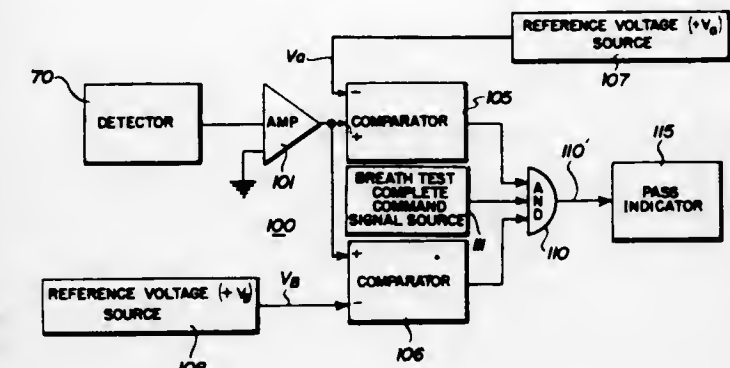 Va
REFERENCE VOLTAGE (+Va)
SOURCE
107
70
DETECTOR
AMP
101
-
+
COMPARATOR
105
BREATH TEST
COMPLETE
COMMAND
SIGNAL SOURCE
111
100
AND
110
110'
115
PASS
INDICATOR
+
COMPARATOR
-
106
REFERENCE VOLTAGE (+VB)
SOURCE
VB
108